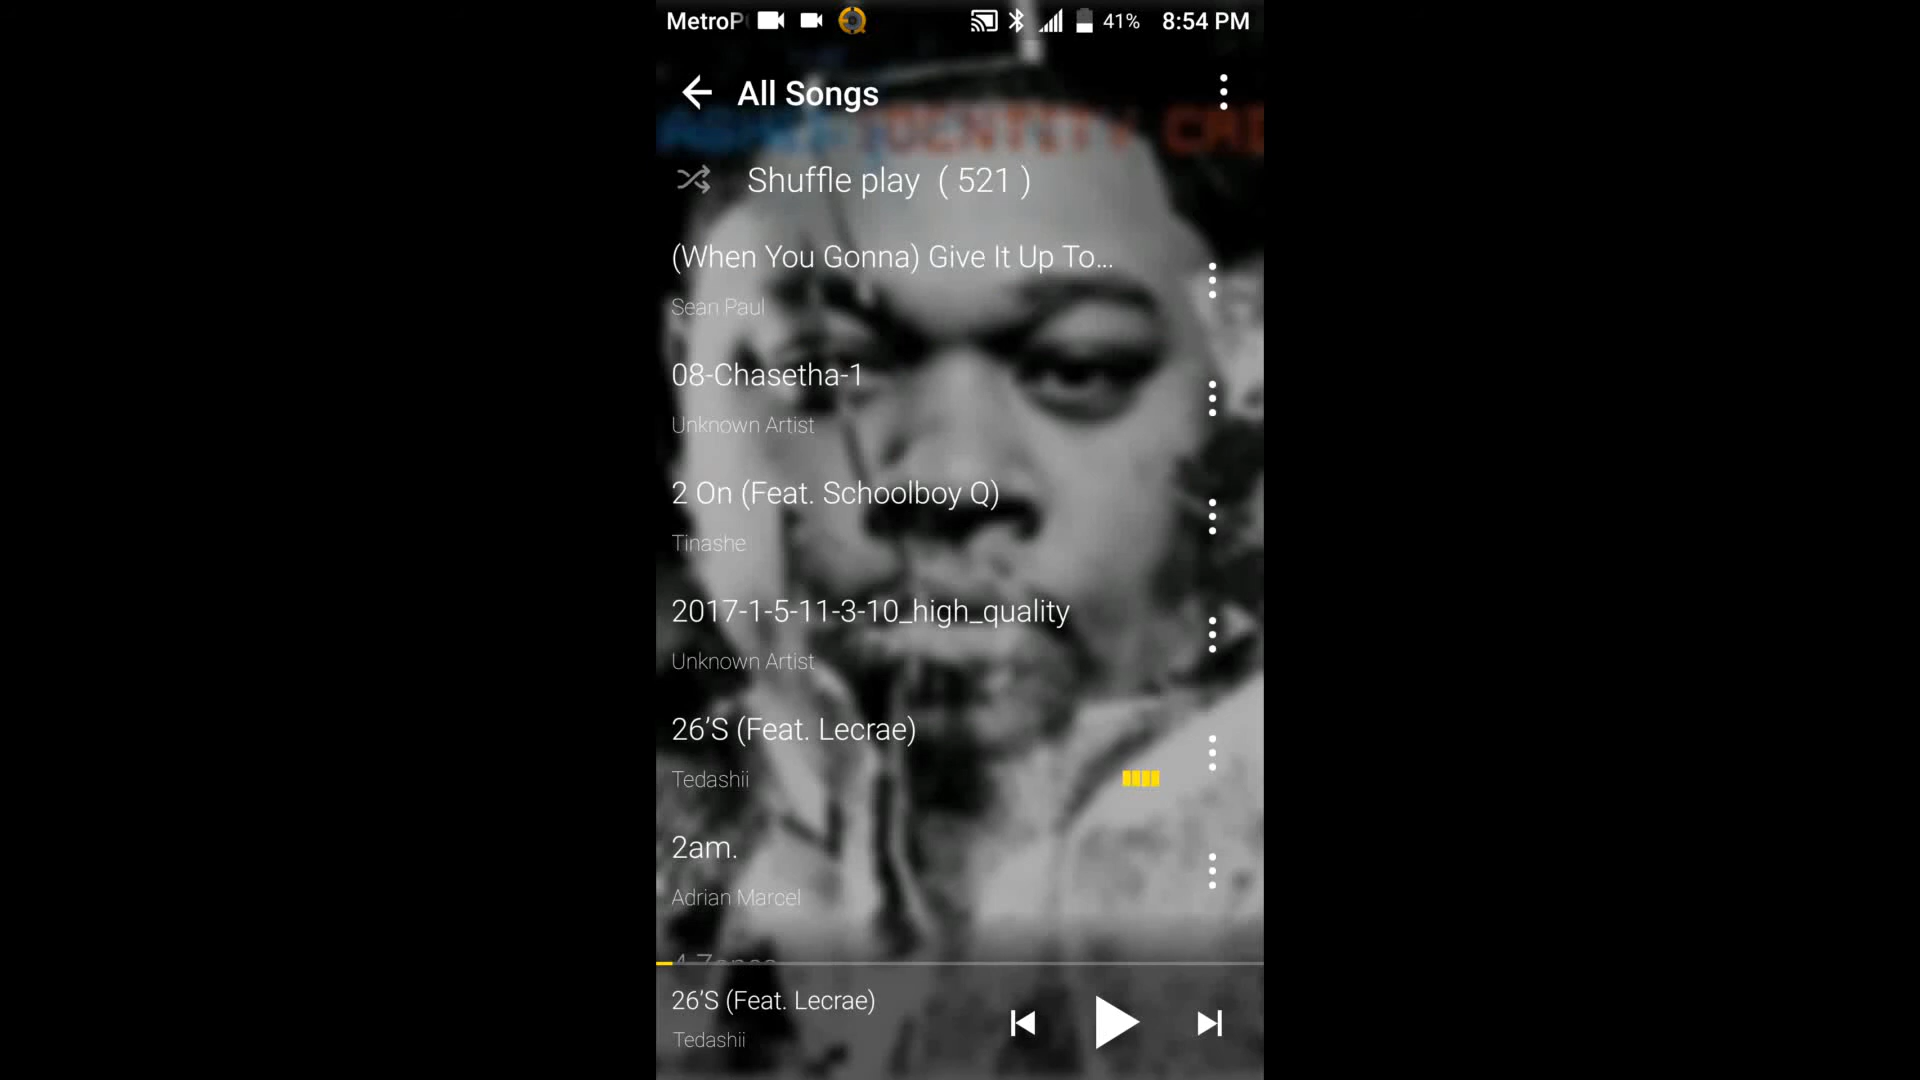 MetroP
41%
8:54 PM
All Songs
IDENTITY
Shuffle play ( 521 )
(When You Gonna) Give It Up To...
Sean Paul
08-Chasetha-1
Unknown Artist
2 On (Feat. Schoolboy Q)
Tinashe
2017-1-5-11-3-10_high_quality
Unknown Artist
26'S (Feat. Lecrae)
Tedashii
2am.
Adrian Marcel
26'S (Feat. Lecrae)
Tedashii